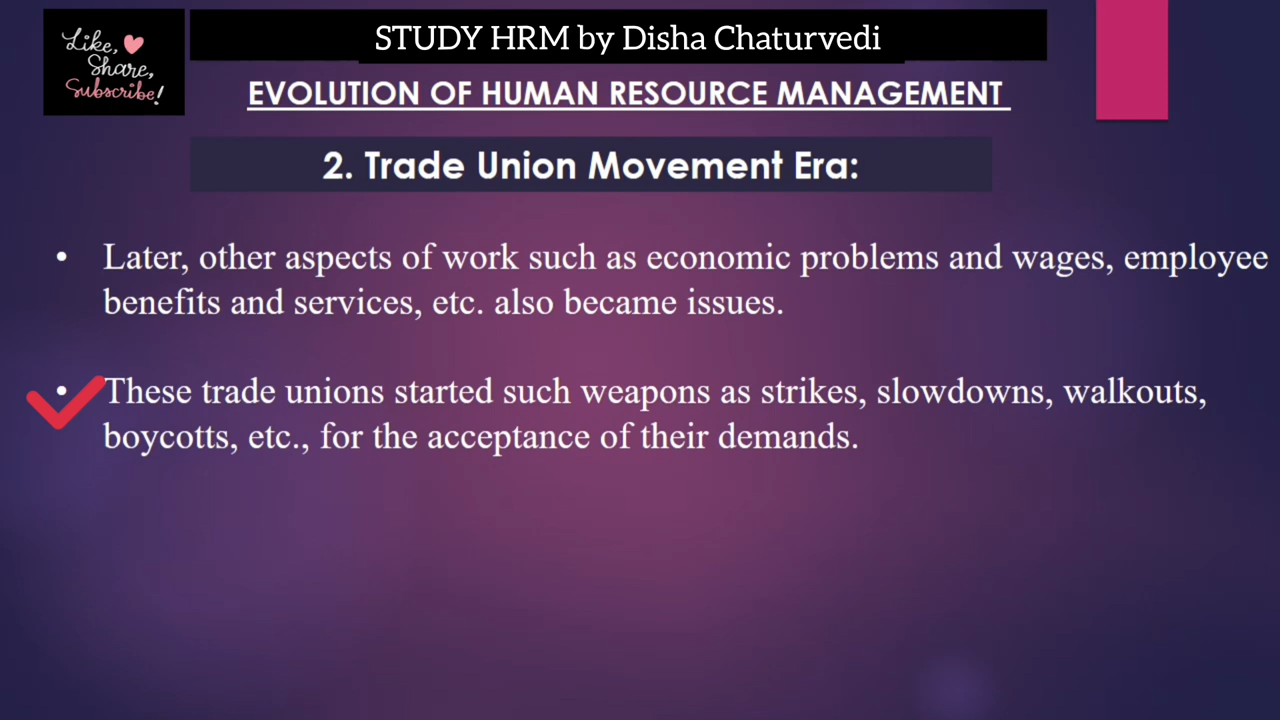 Like,
Share,
Subscribe!
STUDY HRM by Disha Chaturvedi
EVOLUTION OF HUMAN RESOURCE MANAGEMENT
2. Trade Union Movement Era:
• Later, other aspects of work such as economic problems and wages, employee
benefits and services, etc. also became issues.
• These trade unions started such weapons as strikes, slowdowns, walkouts,
boycotts, etc., for the acceptance of their demands.